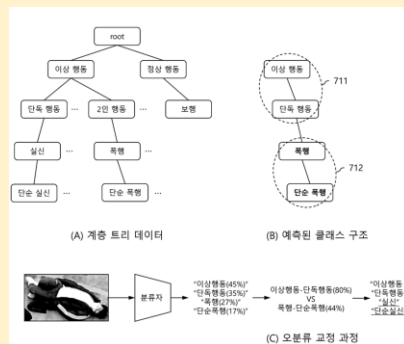 root
이상 행동
정상 행동
단독 행동 ...
2인 행동 ...
보행
실신
폭행
단순 실신 ...
단순 폭행 ...
(A) 계층 트리 데이터
이상 행동
711
단독 행동
폭행
712
단순 폭행
(B) 예측된 클래스 구조
분류자
"이상행동(45%)"
"단독행동(35%)"
"폭행(27%)"
"단순폭행(17%)"
이상행동-단독행동(80%)
VS
폭행-단순폭행(44%)
"이상행동"
"단독행동"
"실신"
"단순실신"
(C) 오분류 교정 과정